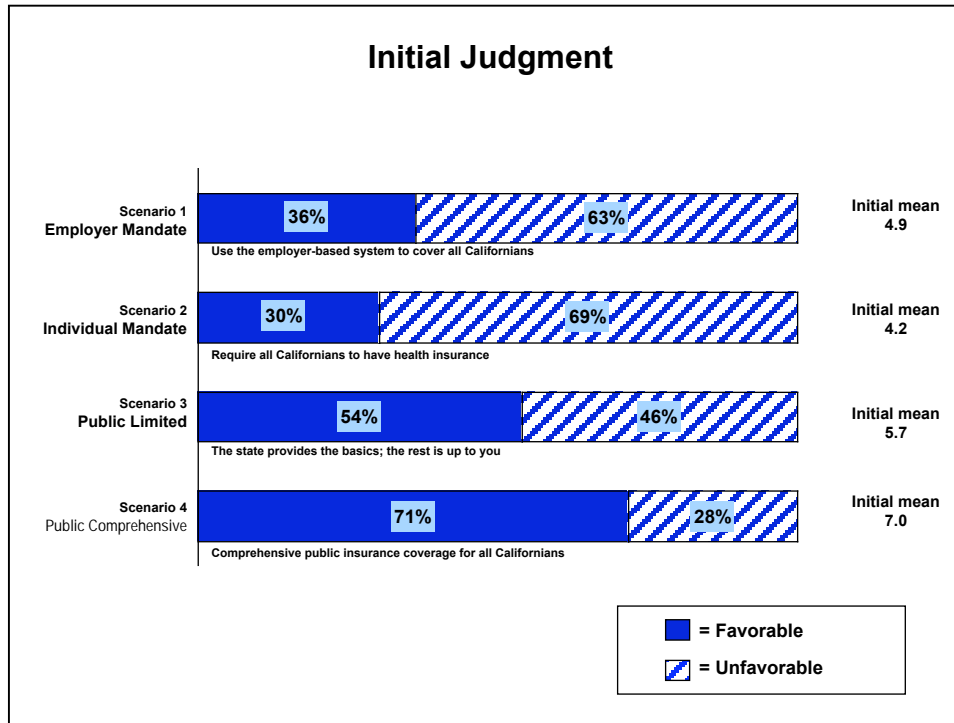 Initial Judgment
Scenario 1
Employer Mandate
36%
63%
Initial mean
4.9
Use the employer-based system to cover all Californians
Scenario 2
Individual Mandate
30%
69%
Initial mean
4.2
Require all Californians to have health insurance
Scenario 3
Public Limited
54%
46%
Initial mean
5.7
The state provides the basics; the rest is up to you
Scenario 4
Public Comprehensive
71%
28%
Initial mean
7.0
Comprehensive public insurance coverage for all Californians
= Favorable
= Unfavorable